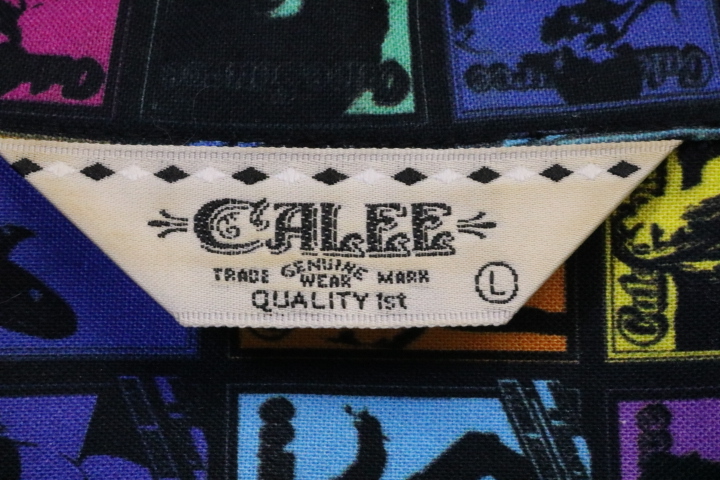 CALEE
TRADE GENUINE WEAR MARK
QUALITY 1st
L